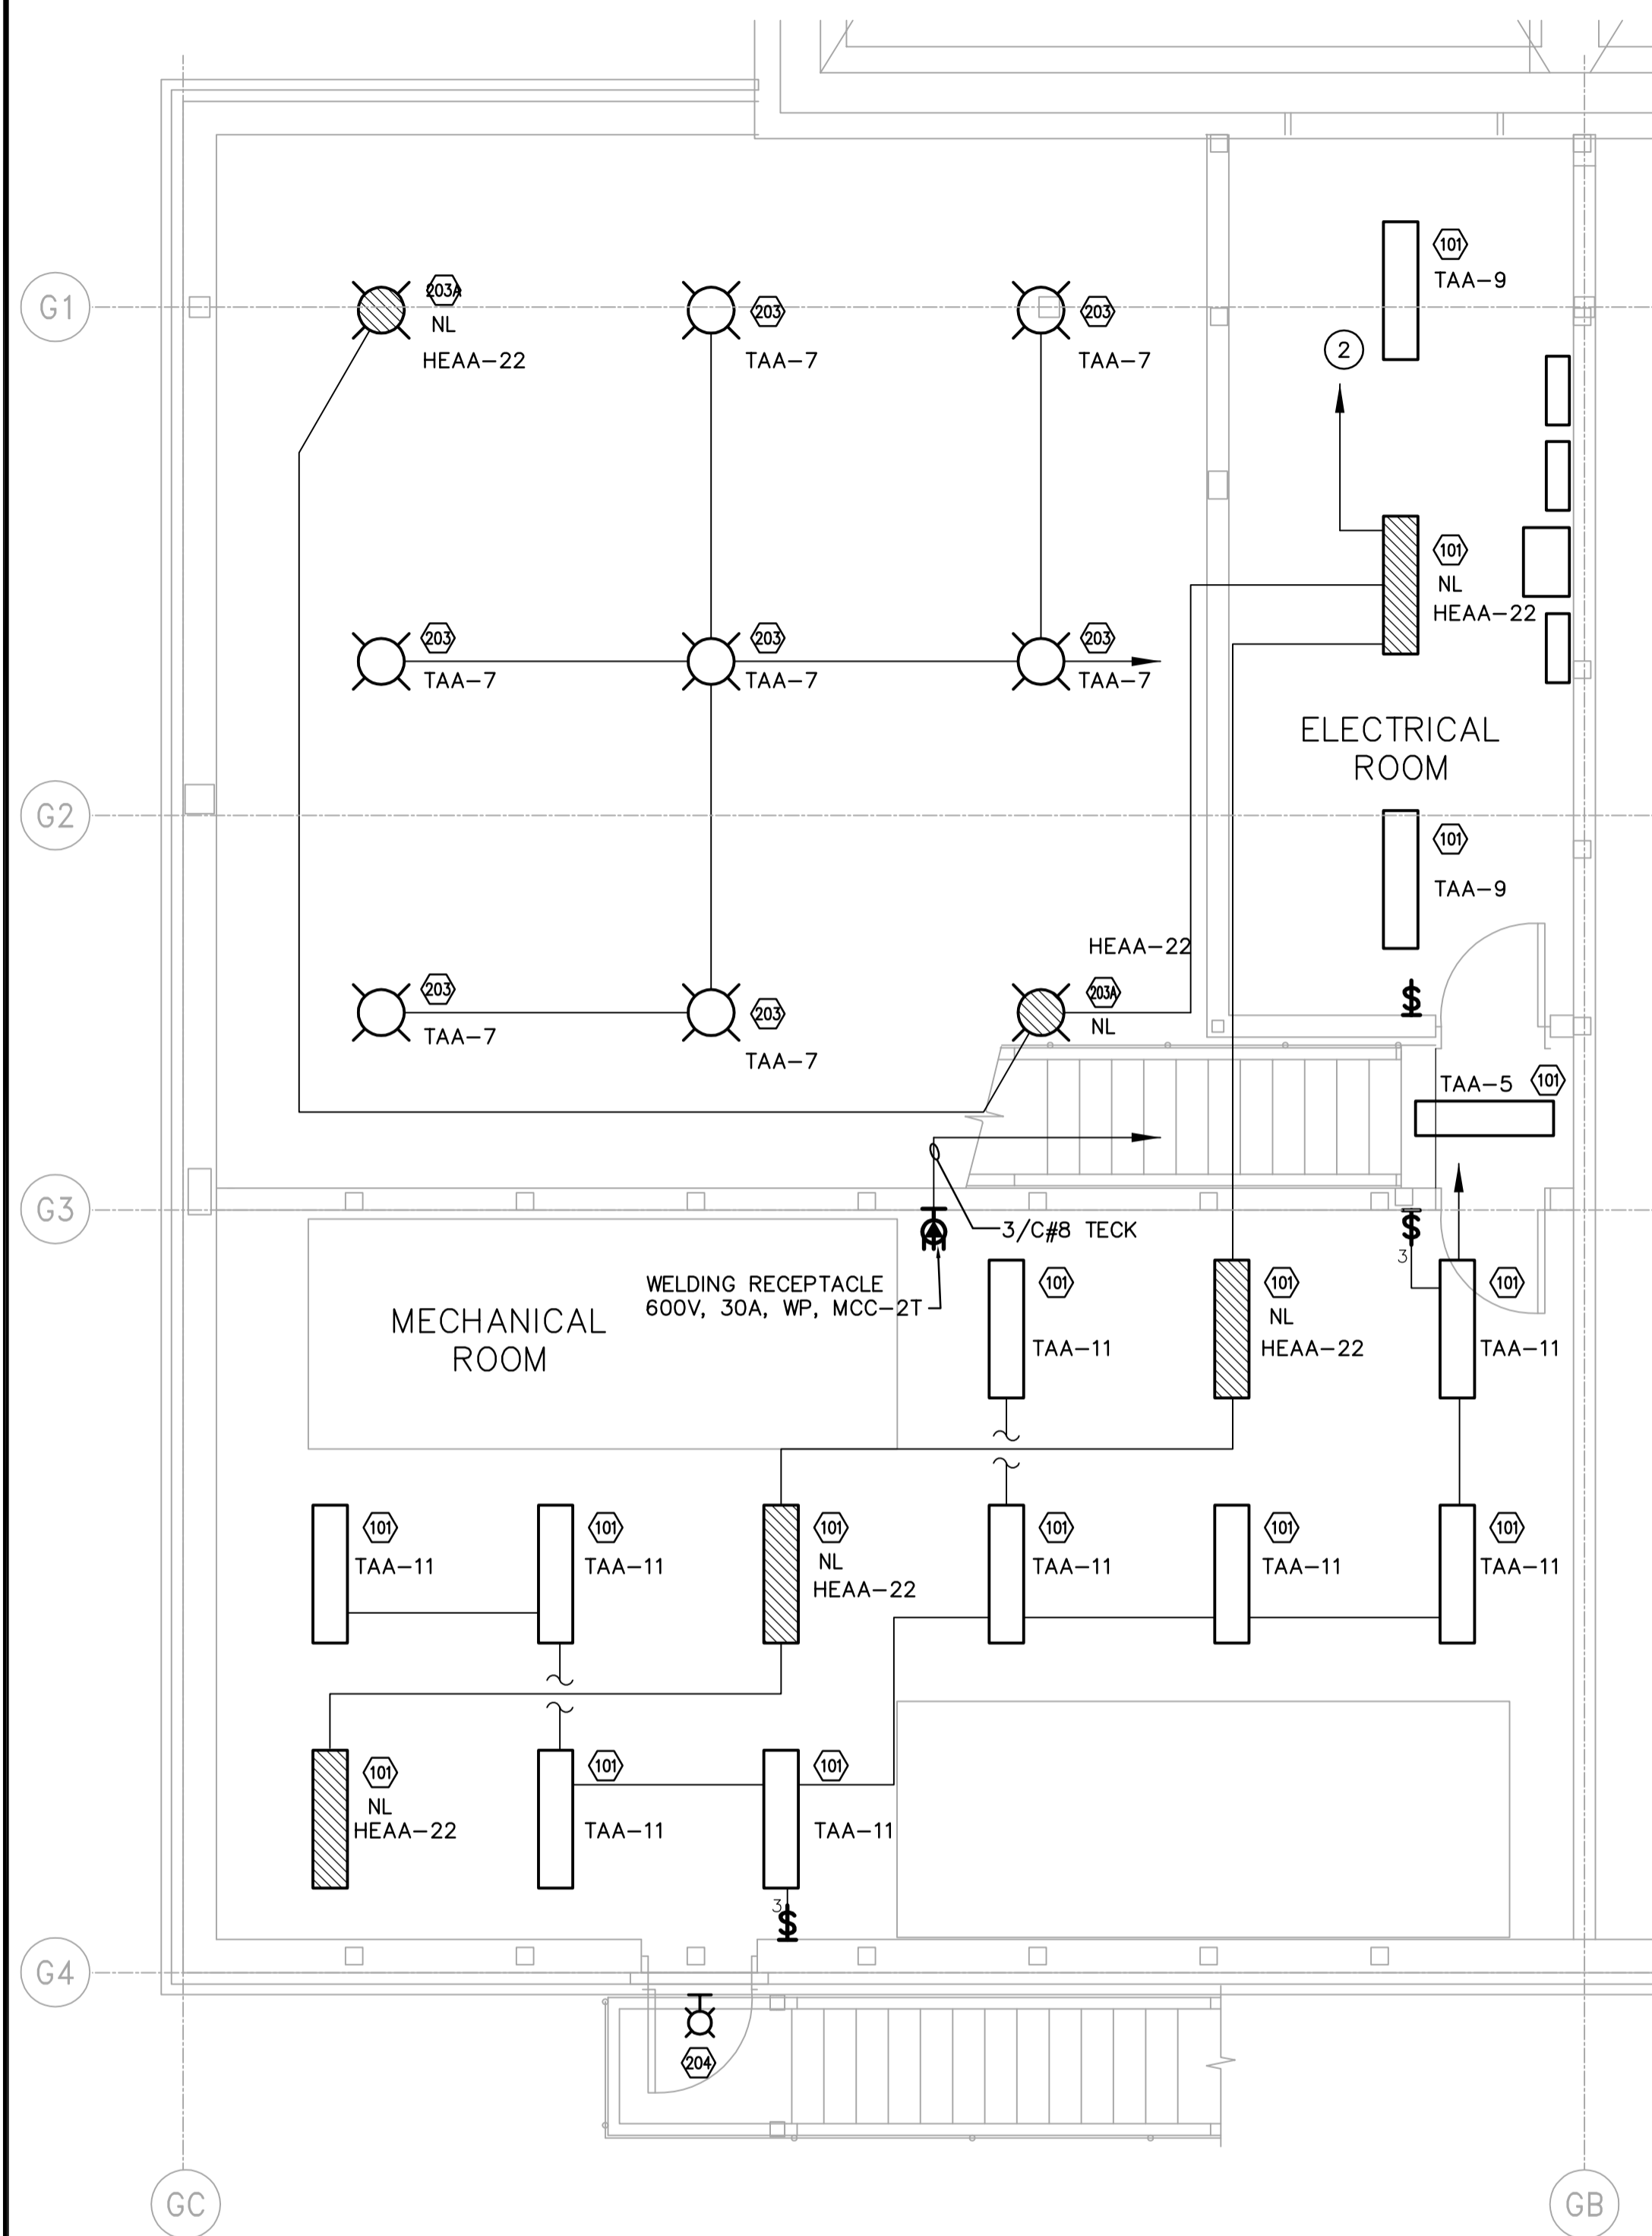 101
TAA-9
G1
203A
NL
HEAA-22
203
TAA-7
203
TAA-7
2
101
NL
HEAA-22
203
TAA-7
203
TAA-7
203
TAA-7
ELECTRICAL
ROOM
G2
101
TAA-9
HEAA-22
203
TAA-7
203
TAA-7
203A
NL
$
TAA-5
101
G3
3/C#8 TECK
$
3
WELDING RECEPTACLE
600V, 30A, WP, MCC-2T
MECHANICAL
ROOM
101
TAA-11
101
NL
HEAA-22
101
TAA-11
101
TAA-11
101
TAA-11
101
NL
HEAA-22
101
TAA-11
101
TAA-11
101
TAA-11
101
NL
HEAA-22
101
TAA-11
101
TAA-11
3
$
G4
204
GC
GB